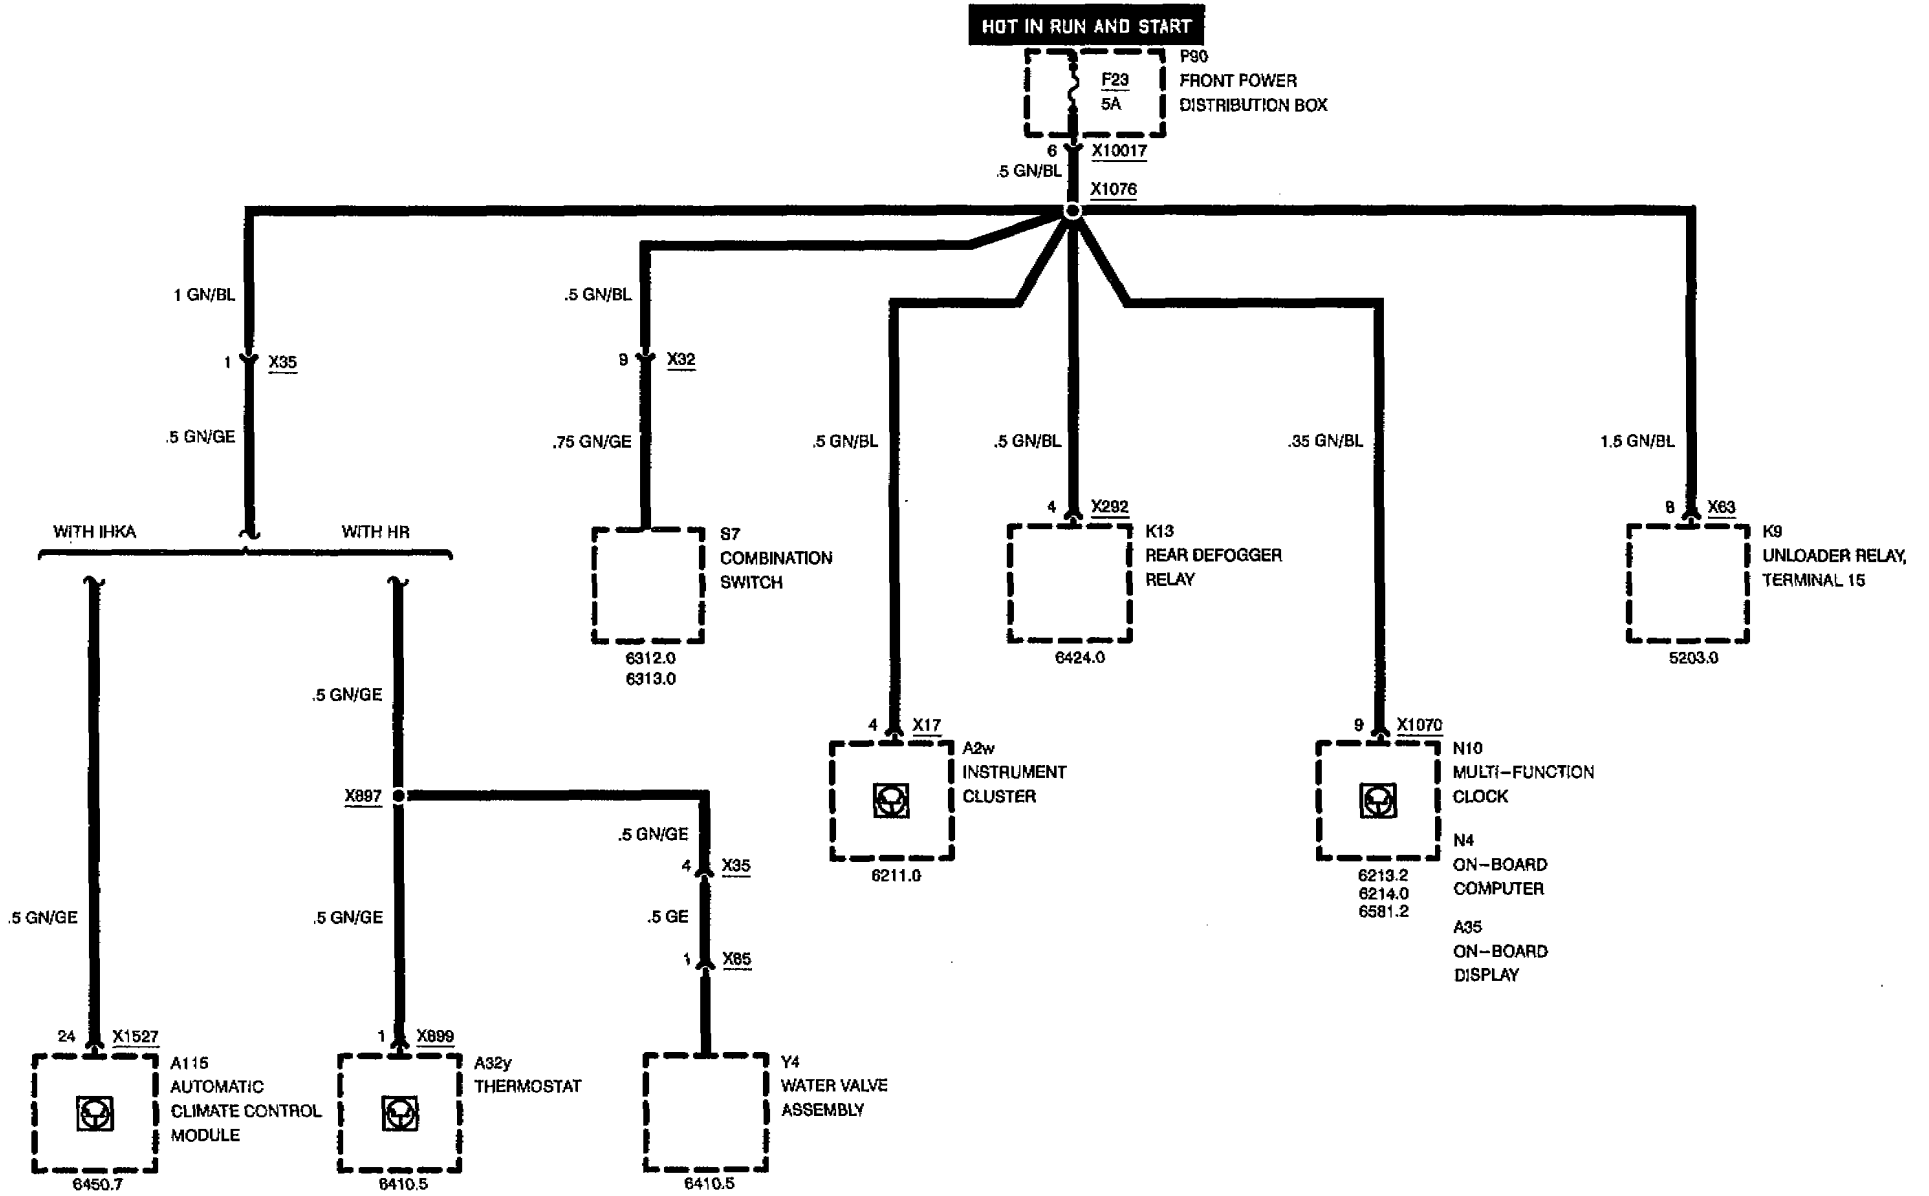 HOT IN RUN AND START
P90
FRONT POWER
DISTRIBUTION BOX
F23
5A
6 X10017
.5 GN/BL
X1076
1 GN/BL
.5 GN/BL
1 X35
9 X32
.5 GN/GE
.75 GN/GE
.5 GN/BL
.5 GN/BL
.35 GN/BL
1.5 GN/BL
4 X292
8 X63
WITH IHKA
WITH HR
S7
COMBINATION
SWITCH
6312.0
6313.0
K13
REAR DEFOGGER
RELAY
6424.0
K9
UNLOADER RELAY,
TERMINAL 15
5203.0
.5 GN/GE
4 X17
9 X1070
A2w
INSTRUMENT
CLUSTER
6211.0
N10
MULTI-FUNCTION
CLOCK
N4
ON-BOARD
COMPUTER
6213.2
6214.0
6581.2
A35
ON-BOARD
DISPLAY
X897
.5 GN/GE
4 X35
.5 GN/GE
.5 GN/GE
.5 GE
1 X85
24 X1527
1 X899
A115
AUTOMATIC
CLIMATE CONTROL
MODULE
6450.7
A32y
THERMOSTAT
6410.5
Y4
WATER VALVE
ASSEMBLY
6410.5